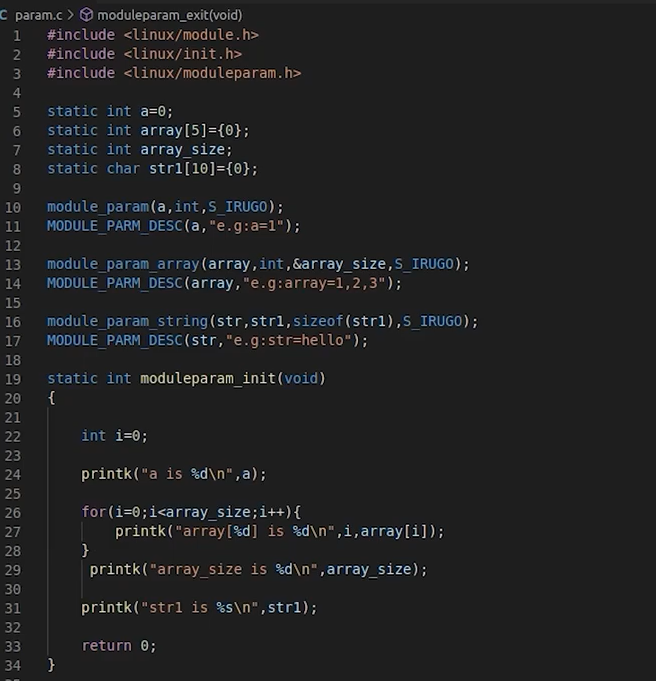 param.c > moduleparam_exit(void)
1 #include <linux/module.h>
2 #include <linux/init.h>
3 #include <linux/moduleparam.h>
4
5 static int a=0;
6 static int array[5]={0};
7 static int array_size;
8 static char str1[10]={0};
9
10 module_param(a,int,S_IRUGO);
11 MODULE_PARM_DESC(a,"e.g:a=1");
12
13 module_param_array(array,int,&array_size,S_IRUGO);
14 MODULE_PARM_DESC(array,"e.g:array=1,2,3");
15
16 module_param_string(str,str1,sizeof(str1),S_IRUGO);
17 MODULE_PARM_DESC(str,"e.g:str=hello");
18
19 static int moduleparam_init(void)
20 {
21
22     int i=0;
23
24     printk("a is %d\n",a);
25
26     for(i=0;i<array_size;i++){
27         printk("array[%d] is %d\n",i,array[i]);
28     }
29      printk("array_size is %d\n",array_size);
30
31     printk("str1 is %s\n",str1);
32
33     return 0;
34 }